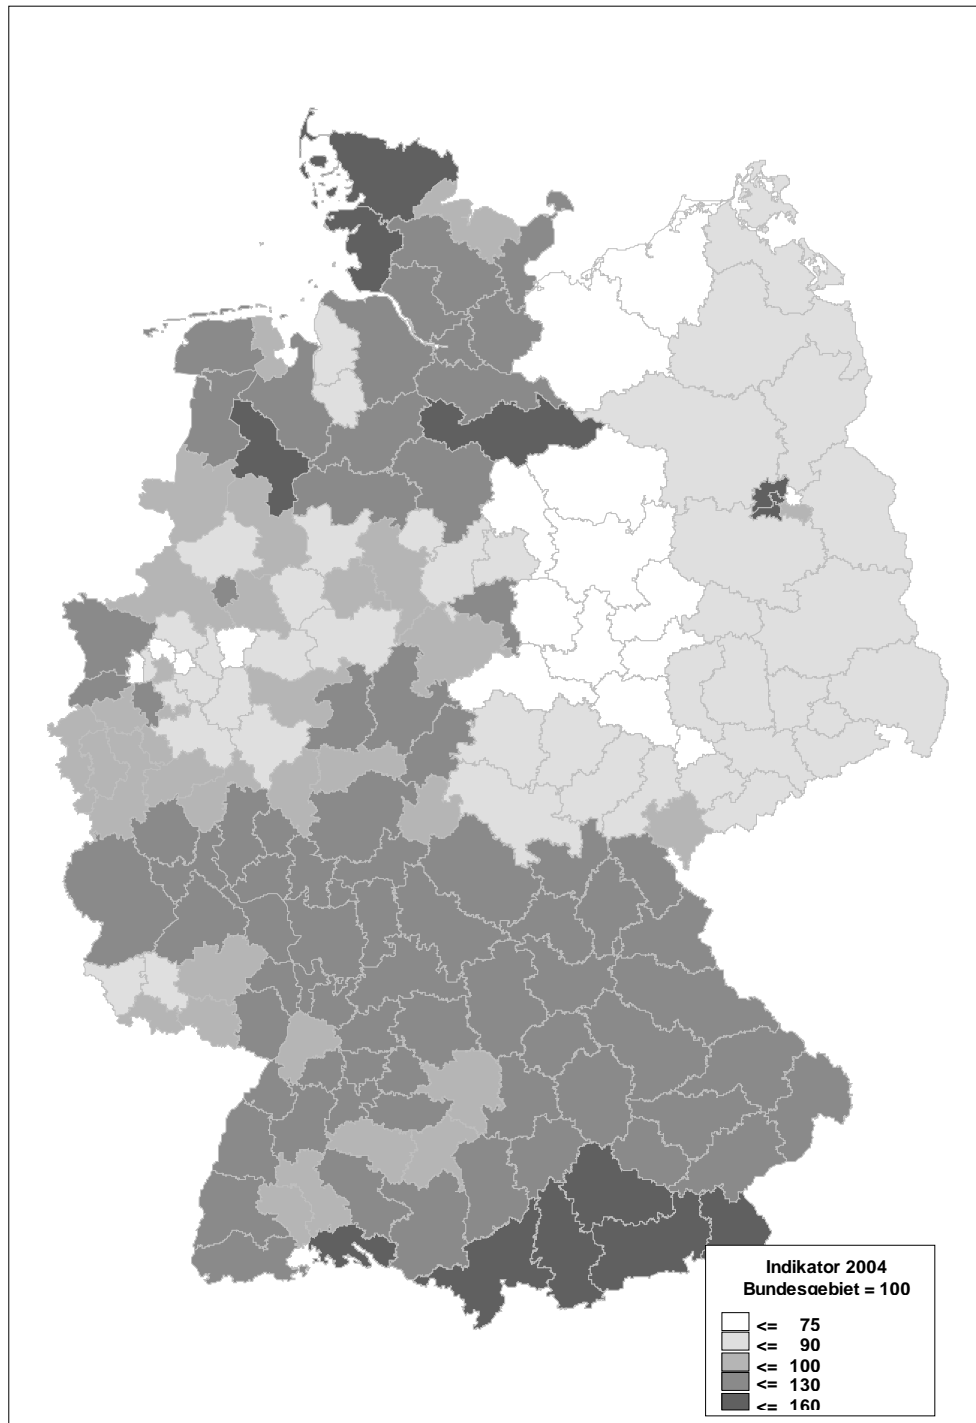 Indikator 2004
Bundesgebiet = 100
<= 75
<= 90
<= 100
<= 130
<= 160